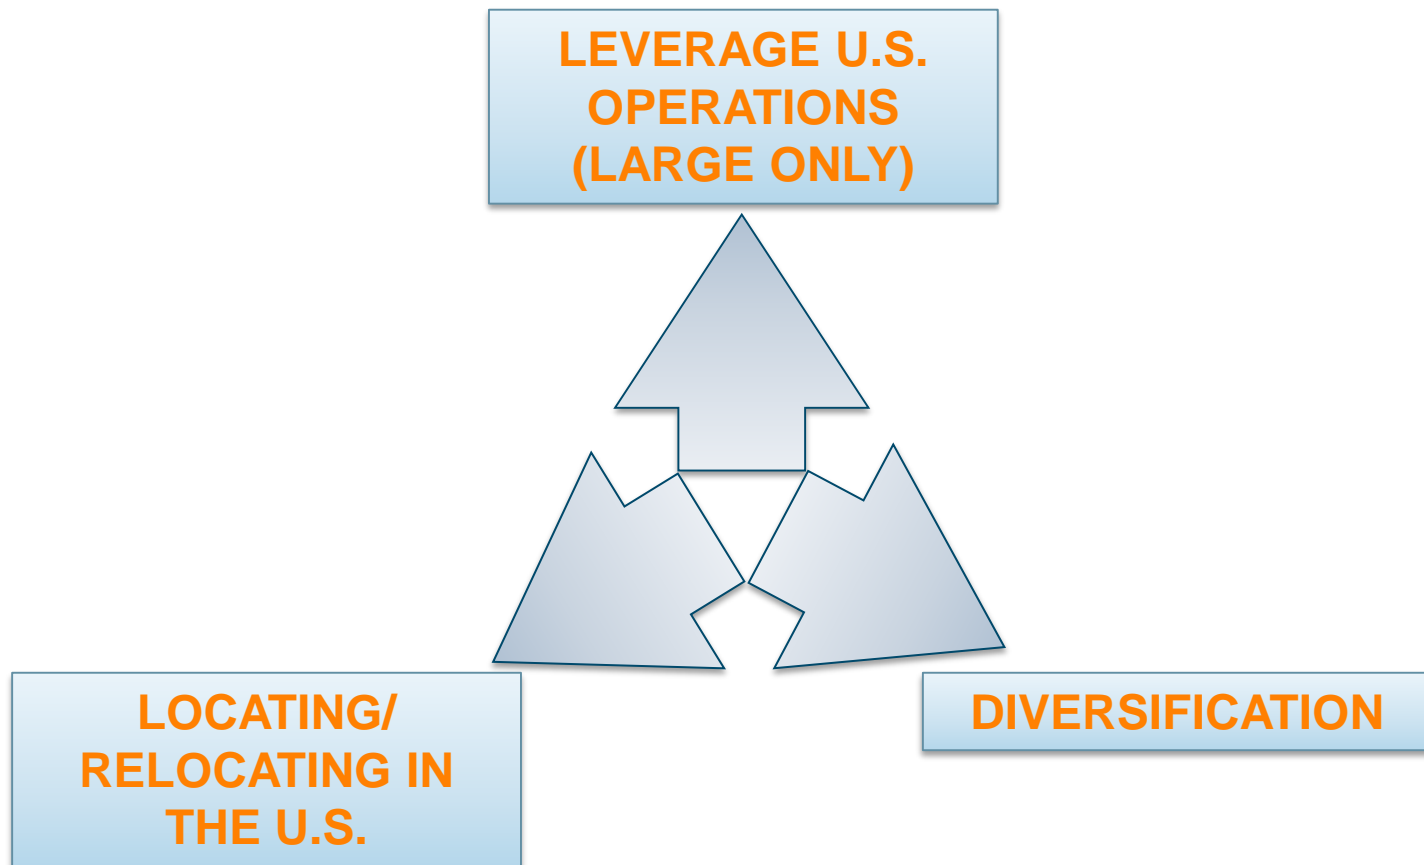 LEVERAGE U.S.
OPERATIONS
(LARGE ONLY)
LOCATING/
RELOCATING IN
THE U.S.
DIVERSIFICATION